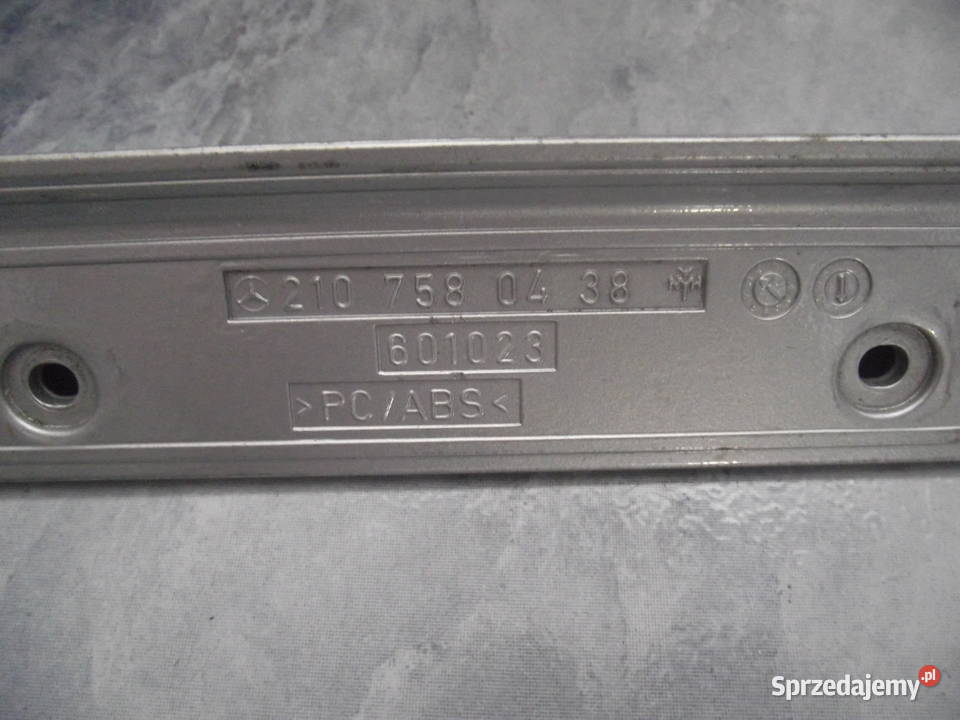 210 758 04 38
601023
>PC/ABS<
Sprzedajemy.pl